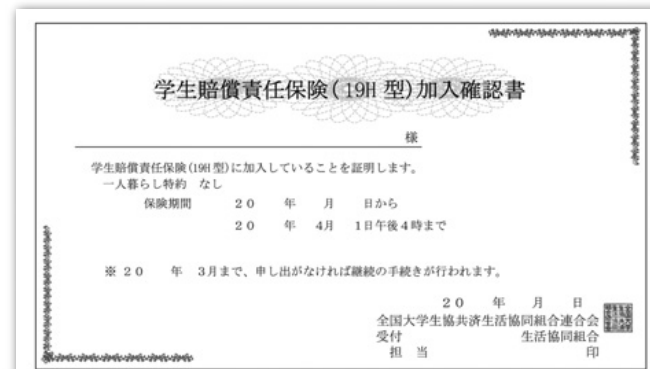 学生賠償責任保険(19H 型)加入確認書
様
学生賠償責任保険(19H型)に加入していることを証明します。
一人暮らし特約 なし
保険期間 20 年 月 日から
20 年 4月 1日午後4時まで
※ 20 年 3月まで、申し出がなければ継続の手続きが行われます。
20 年 月 日
全国大学生協共済生活協同組合連合会
受付 生活協同組合
担 当 印